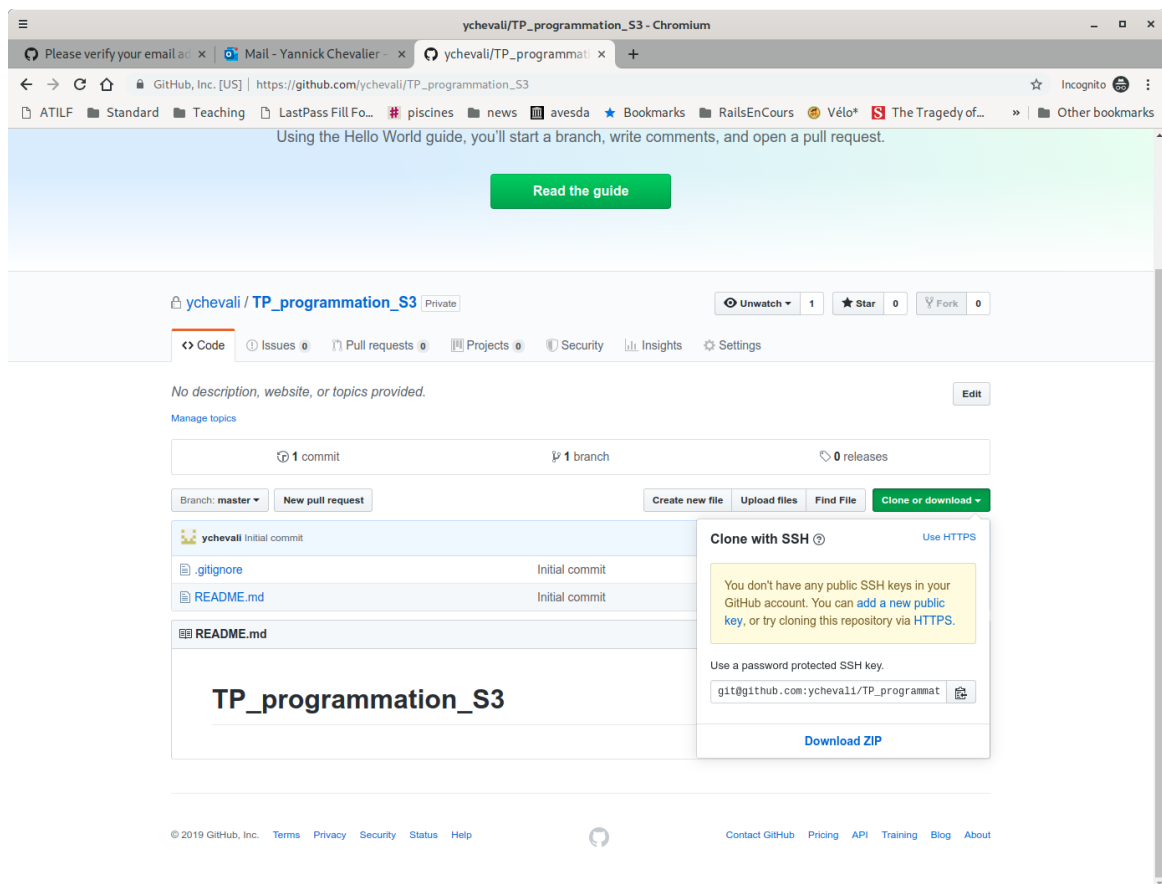 ychevali/TP_programmation_S3 - Chromium
Please verify your email ad
Mail - Yannick Chevalier -
ychevali/TP_programmati
GitHub, Inc. [US] | https://github.com/ychevali/TP_programmation_S3
Incognito
ATILF Standard Teaching LastPass Fill Fo... piscines news avesda Bookmarks RailsEnCours Vélo* The Tragedy of... » Other bookmarks
Using the Hello World guide, you'll start a branch, write comments, and open a pull request.
Read the guide
ychevali / TP_programmation_S3 Private
Unwatch 1 Star 0 Fork 0
Code Issues 0 Pull requests 0 Projects 0 Security Insights Settings
No description, website, or topics provided.
Edit
Manage topics
1 commit 1 branch 0 releases
Branch: master New pull request Create new file Upload files Find File Clone or download
ychevali Initial commit
.gitignore Initial commit
README.md Initial commit
README.md
TP_programmation_S3
Clone with SSH
Use HTTPS
You don't have any public SSH keys in your
GitHub account. You can add a new public
key, or try cloning this repository via HTTPS.
Use a password protected SSH key.
git@github.com:ychevali/TP_programmat
Download ZIP
© 2019 GitHub, Inc. Terms Privacy Security Status Help Contact GitHub Pricing API Training Blog About